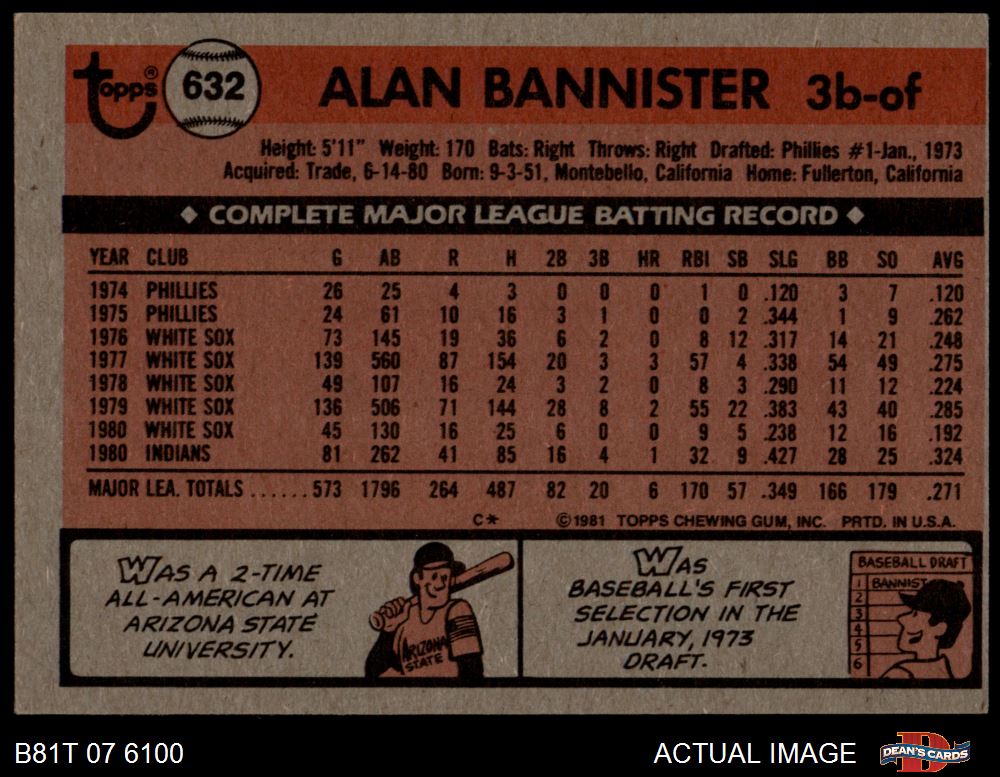 topps® 632 ALAN BANNISTER 3b-of
Height: 5'11" Weight: 170 Bats: Right Throws: Right Drafted: Phillies #1-Jan., 1973
Acquired: Trade, 6-14-80 Born: 9-3-51, Montebello, California Home: Fullerton, California
◆ COMPLETE MAJOR LEAGUE BATTING RECORD ◆
YEAR CLUB G AB R H 2B 3B HR RBI SB SLG BB SO AVG
1974 PHILLIES 26 25 4 3 0 0 0 1 0 .120 3 7 .120
1975 PHILLIES 24 61 10 16 3 1 0 0 2 .344 1 9 .262
1976 WHITE SOX 73 145 19 36 6 2 0 8 12 .317 14 21 .248
1977 WHITE SOX 139 560 87 154 20 3 3 57 4 .338 54 49 .275
1978 WHITE SOX 49 107 16 24 3 2 0 8 3 .290 11 12 .224
1979 WHITE SOX 136 506 71 144 28 8 2 55 22 .383 43 40 .285
1980 WHITE SOX 45 130 16 25 6 0 0 9 5 .238 12 16 .192
1980 INDIANS 81 262 41 85 16 4 1 32 9 .427 28 25 .324
MAJOR LEA. TOTALS ...... 573 1796 264 487 82 20 6 170 57 .349 166 179 .271
C* ©1981 TOPPS CHEWING GUM, INC. PRTD. IN U.S.A.
WAS A 2-TIME
ALL-AMERICAN AT
ARIZONA STATE
UNIVERSITY.
ARIZONA
STATE
WAS
BASEBALL'S FIRST
SELECTION IN THE
JANUARY, 1973
DRAFT.
BASEBALL DRAFT
1 BANNIST
2
3
4
5
6
B81T 07 6100 ACTUAL IMAGE DEAN'S CARDS